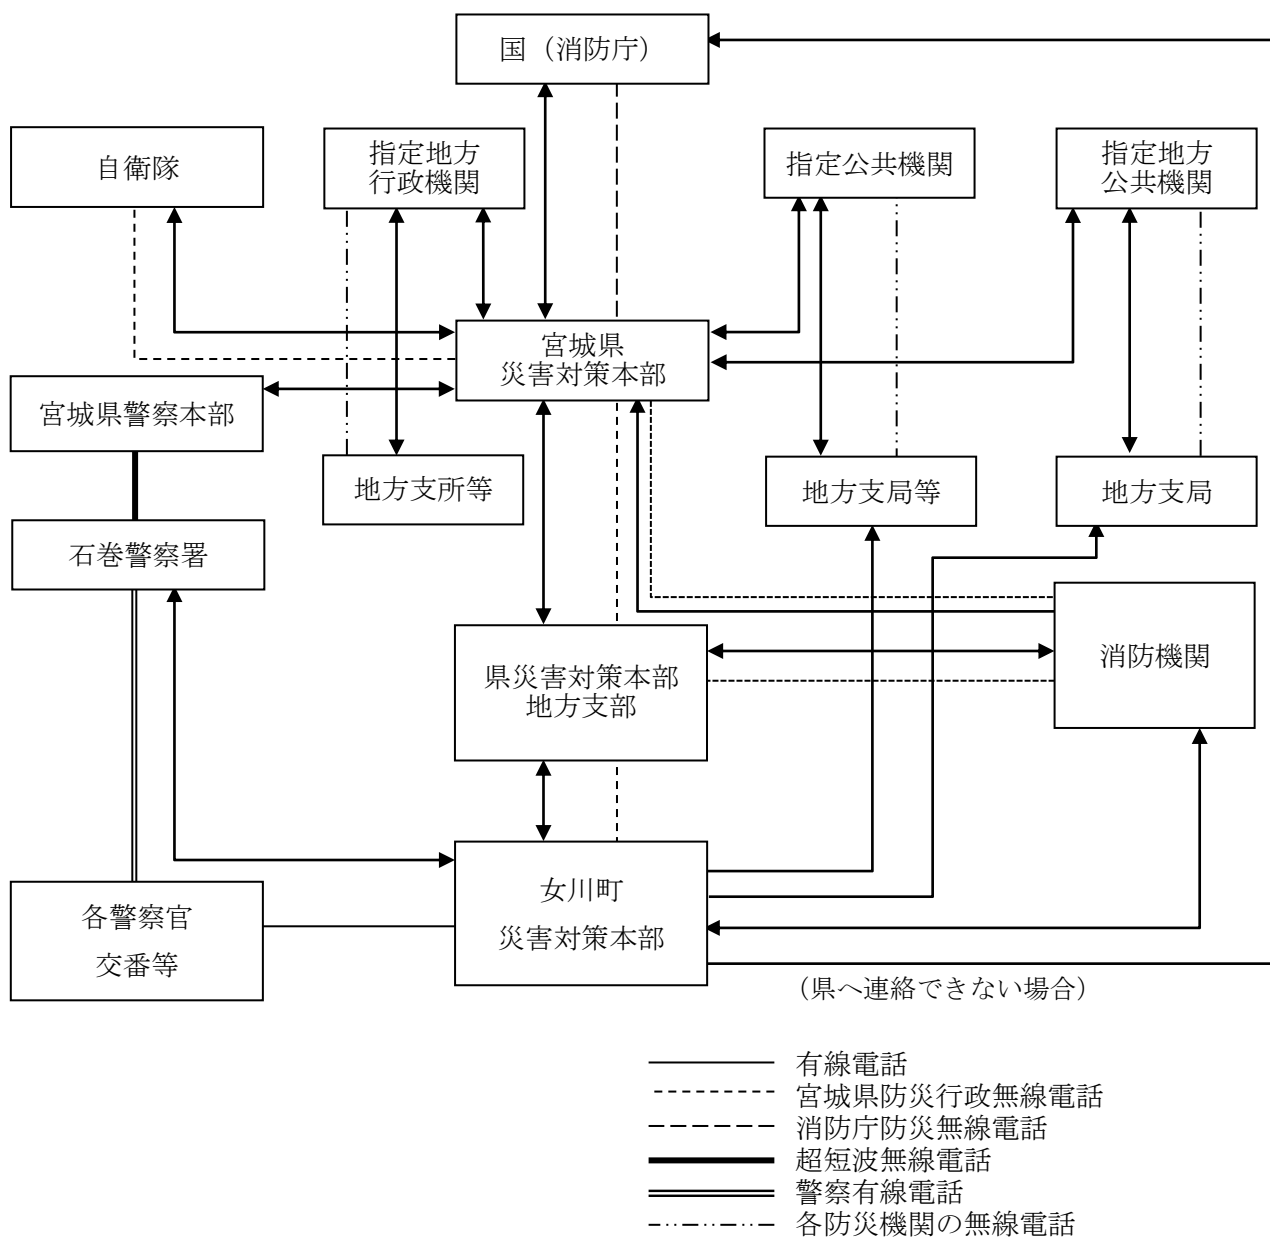 国（消防庁）
自衛隊
指定地方
行政機関
指定公共機関
指定地方
公共機関
宮城県
災害対策本部
宮城県警察本部
地方支所等
地方支局等
地方支局
石巻警察署
消防機関
県災害対策本部
地方支部
女川町
災害対策本部
各警察官
交番等
（県へ連絡できない場合）
有線電話
宮城県防災行政無線電話
消防庁防災無線電話
超短波無線電話
警察有線電話
各防災機関の無線電話